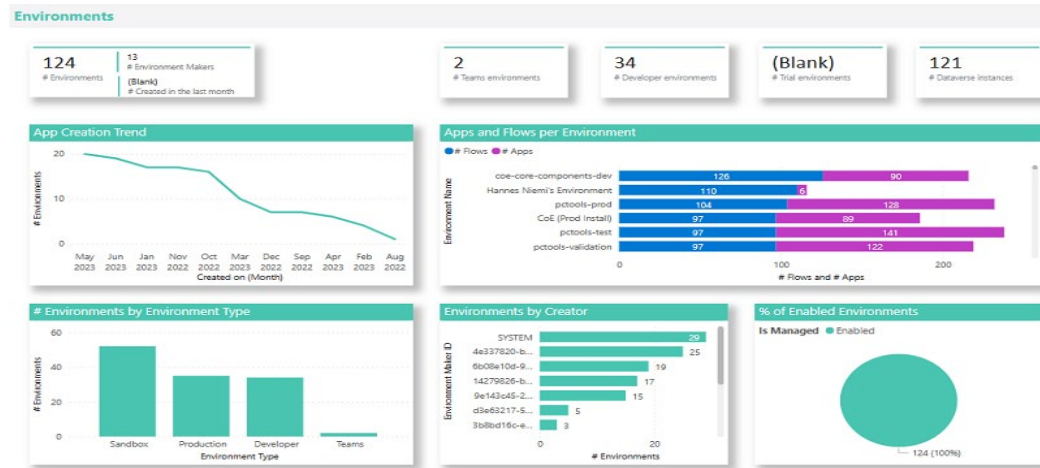 Environments
124
# Environments
13
# Environment Makers
(Blank)
# Created in the last month
2
# Teams environments
34
# Developer environments
(Blank)
# Trial environments
121
# Dataverse instances
App Creation Trend
# Environments
20
10
0
May 2023 Jun 2023 Jan 2023 Nov 2022 Oct 2022 Mar 2023 Dec 2022 Sep 2022 Apr 2023 Feb 2023 Aug 2022
Created on (Month)
Apps and Flows per Environment
# Flows # Apps
Environment Name
coe-core-components-dev 126 90
Hannes Niemi's Environment 110 6
pctools-prod 104 128
CoE (Prod Install) 97 89
pctools-test 97 141
pctools-validation 97 122
0 100 200
# Flows and # Apps
# Environments by Environment Type
# Environments
60
40
20
0
Sandbox Production Developer Teams
Environment Type
Environments by Creator
Environment Maker ID
SYSTEM 29
4e337820-b... 25
6b08e10d-9... 19
14279826-b... 17
9e143c45-2... 15
d3e63217-5... 5
3b8bd16c-e... 3
0 20
# Environments
% of Enabled Environments
Is Managed Enabled
124 (100%)